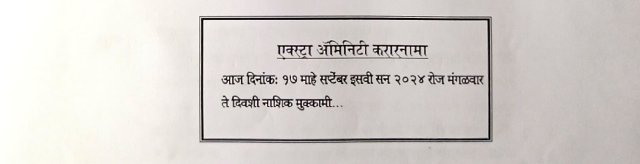 एक्स्ट्रा ॲमिनिटी करारनामा
आज दिनांक: १७ माहे सप्टेंबर इसवी सन २०२४ रोज मंगळवार
ते दिवशी नाशिक मुक्कामी...